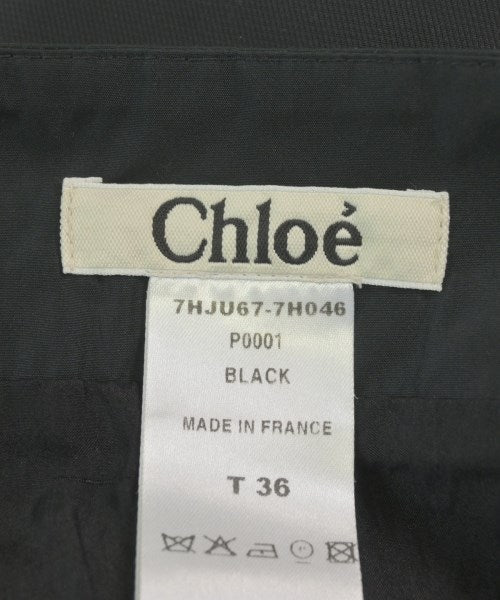 Chloé
7HJU67-7H046
P0001
BLACK
MADE IN FRANCE
T 36